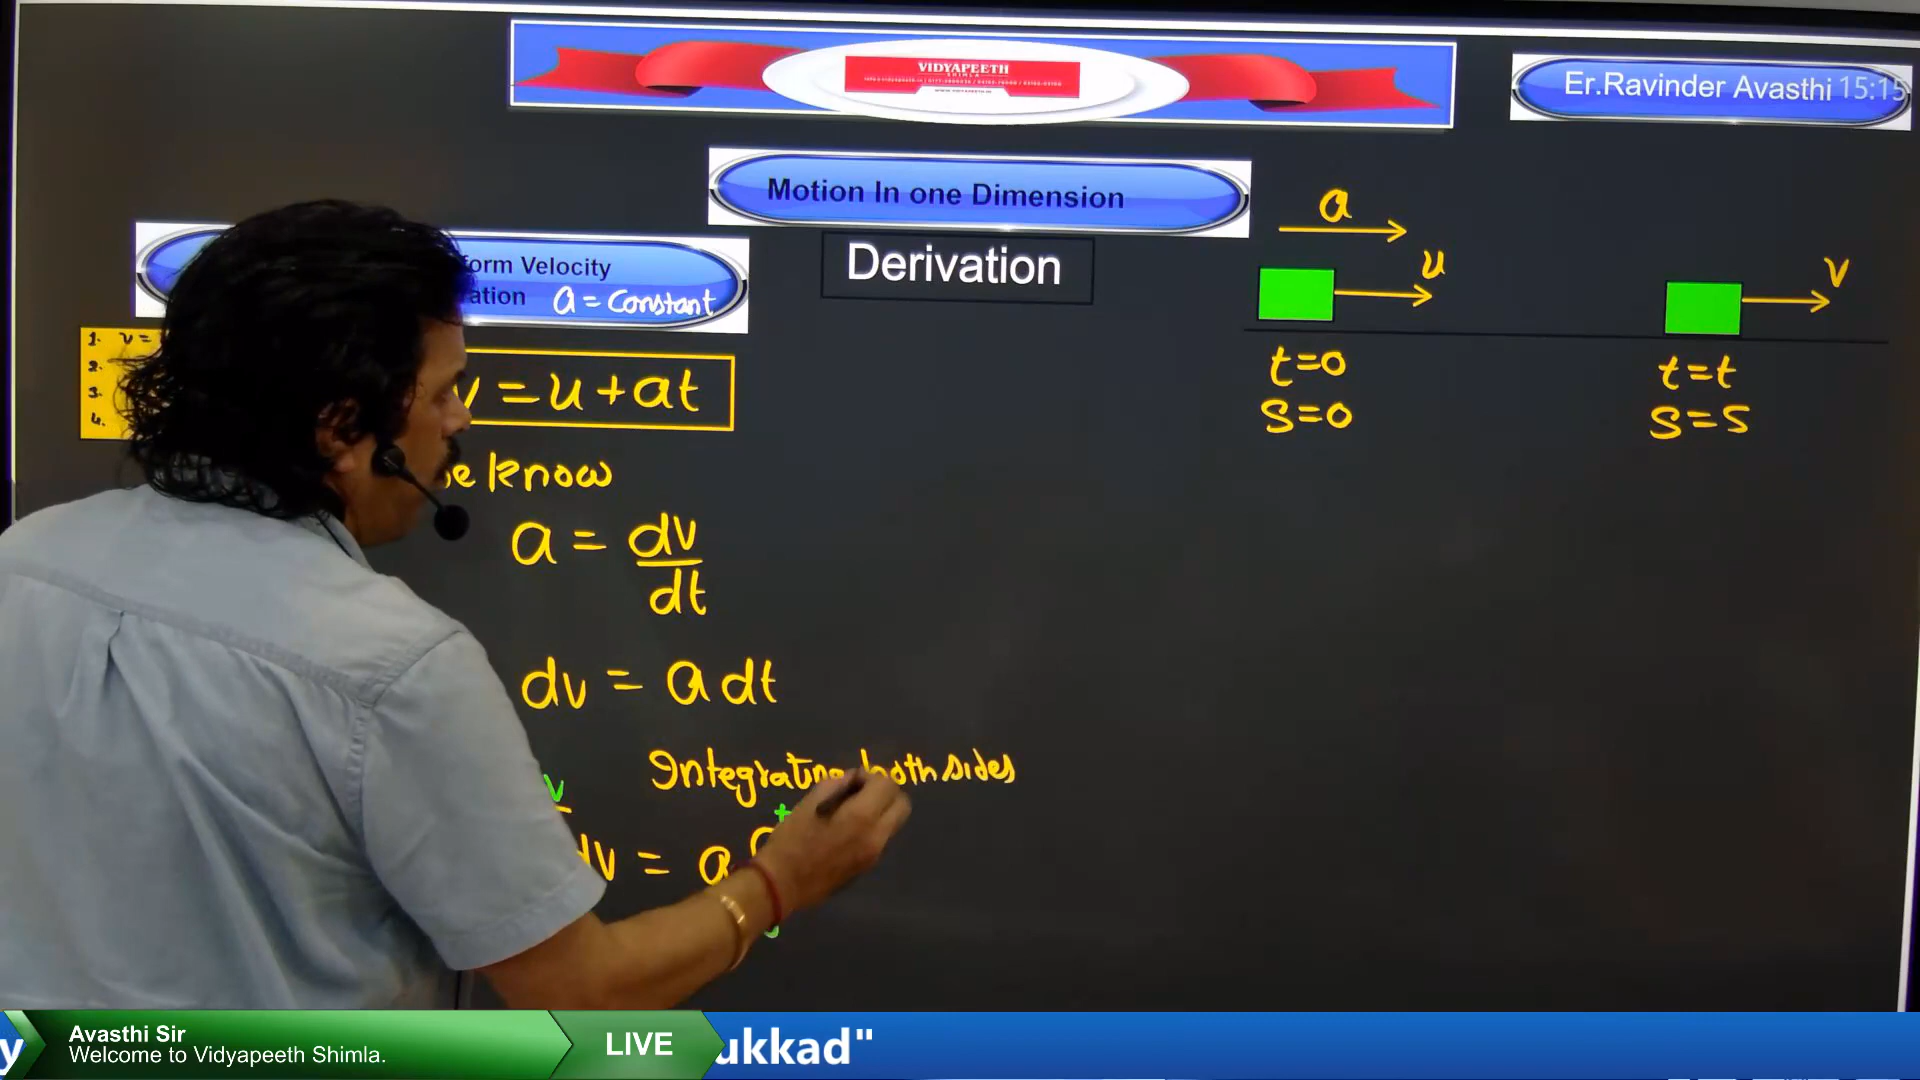 VIDYAPEETH
SHIMLA
Er.Ravinder Avasthi 15:15
Motion In one Dimension
Derivation
form Velocity
ation a = Constant
1. v =
2.
3.
4.
v = u + at
e know
a = dv
dt
dv = a dt
Integrating both sides
v
t
dv = a
a
u
v
t=0
S=0
t=t
S=S
Avasthi Sir
Welcome to Vidyapeeth Shimla.
LIVE
y
ukkad"